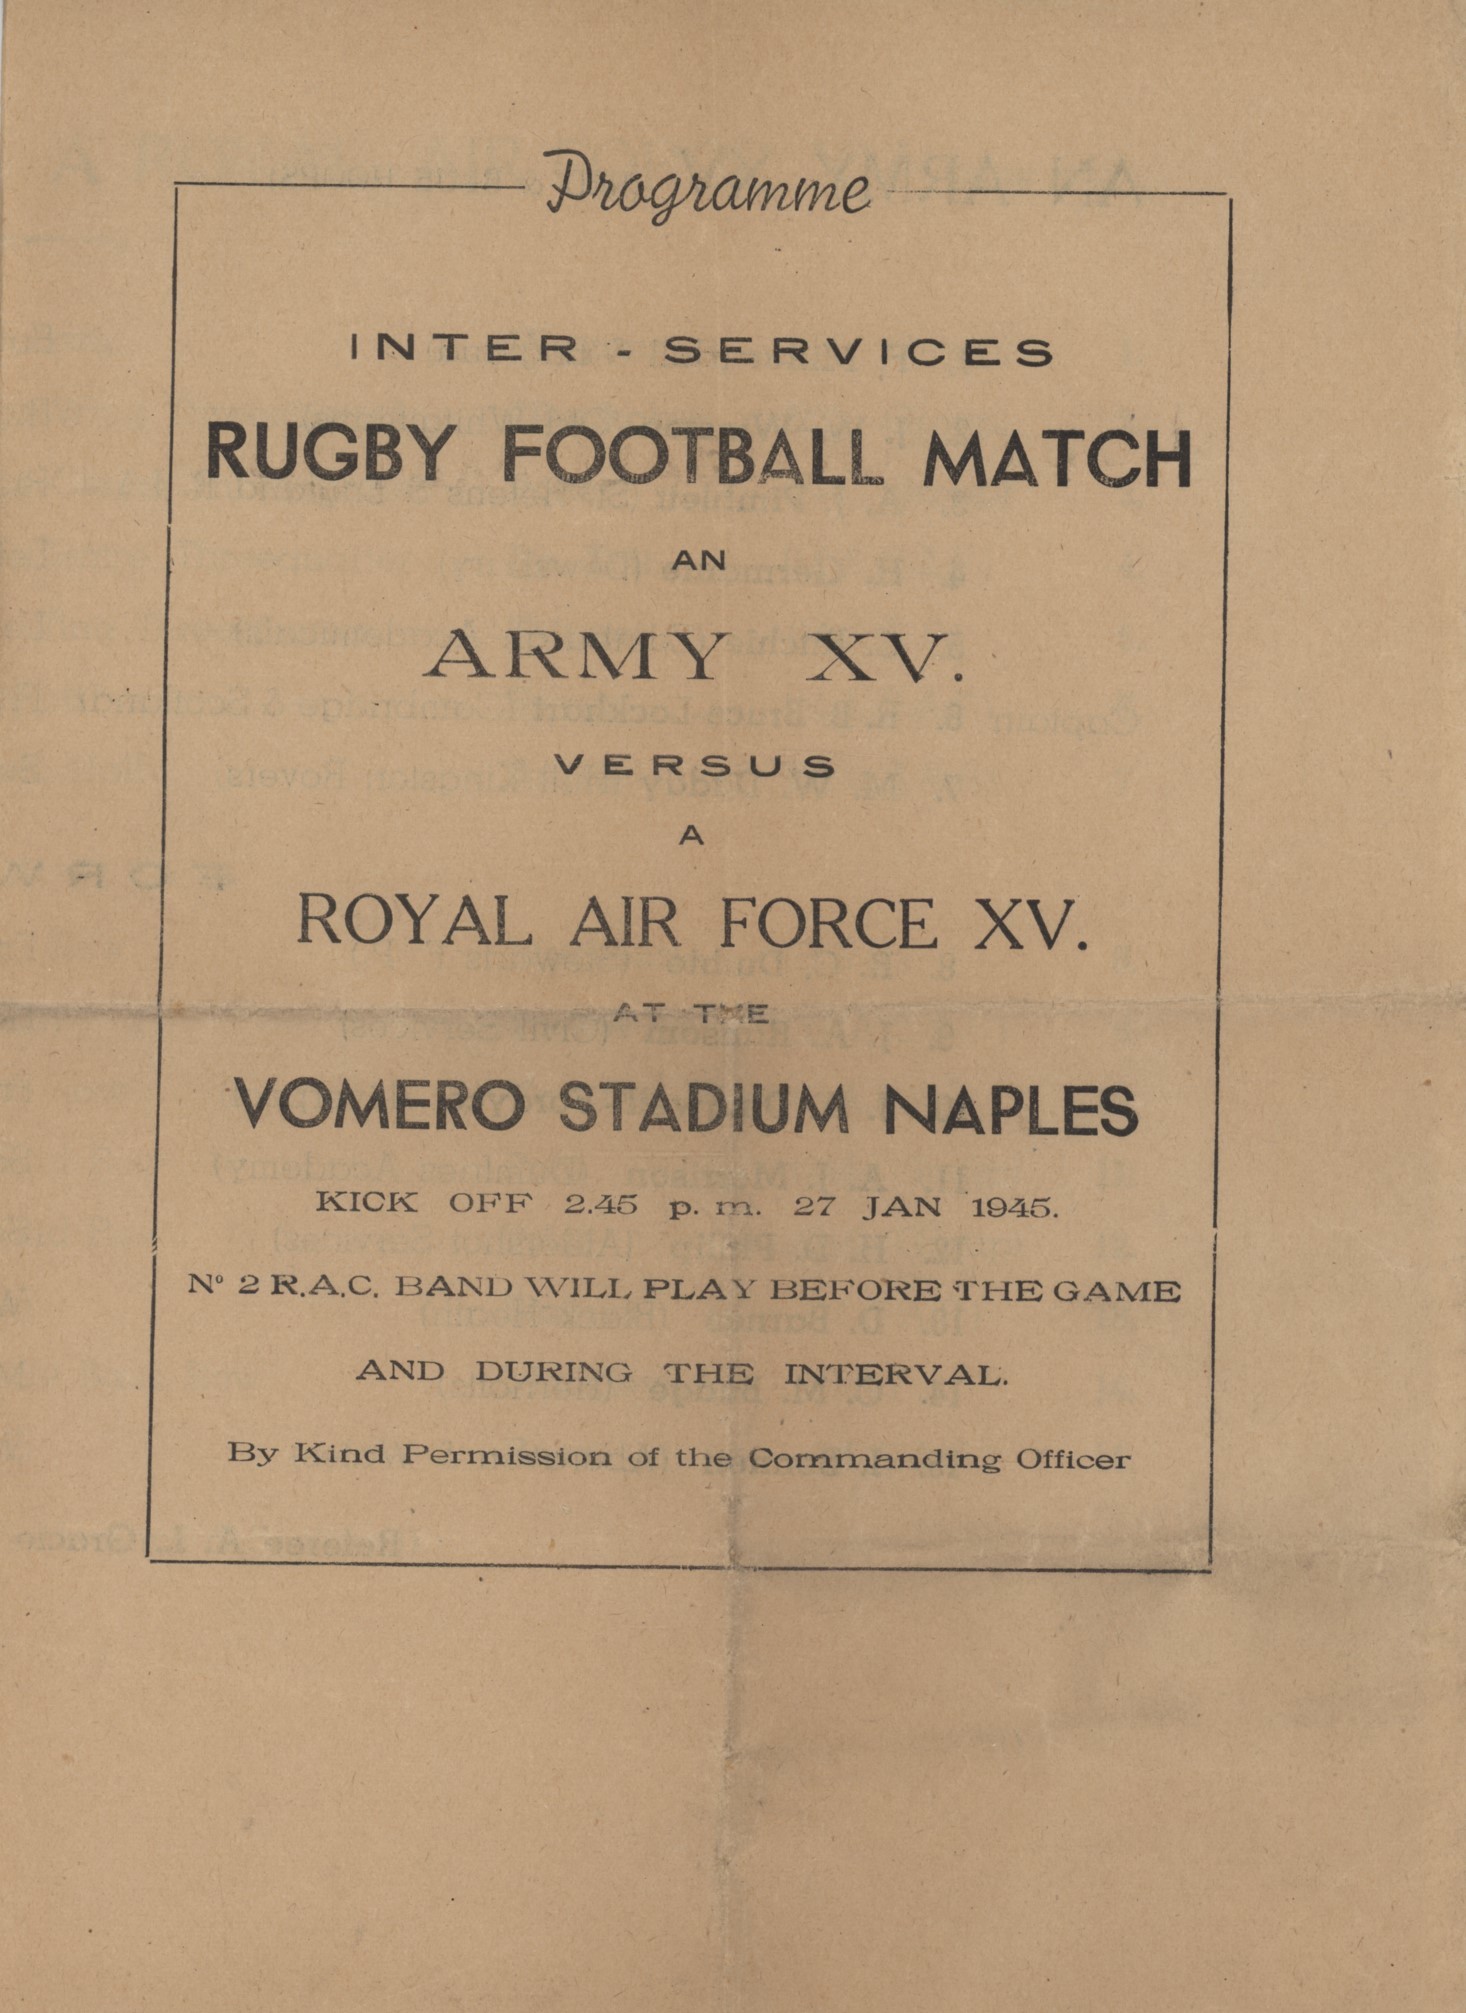 Programme
INTER - SERVICES
RUGBY FOOTBALL MATCH
AN
ARMY XV.
VERSUS
A
ROYAL AIR FORCE XV.
AT THE
VOMERO STADIUM NAPLES
KICK OFF 2.45 p. m. 27 JAN 1945.
Nº 2 R.A.C. BAND WILL PLAY BEFORE THE GAME
AND DURING THE INTERVAL.
By Kind Permission of the Commanding Officer